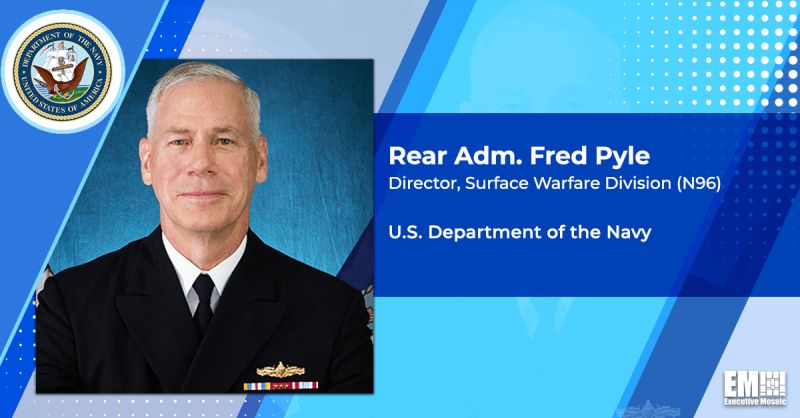 DEPARTMENT OF THE NAVY
UNITED STATES OF AMERICA
Rear Adm. Fred Pyle
Director, Surface Warfare Division (N96)
U.S. Department of the Navy
EM
Executive Mosaic